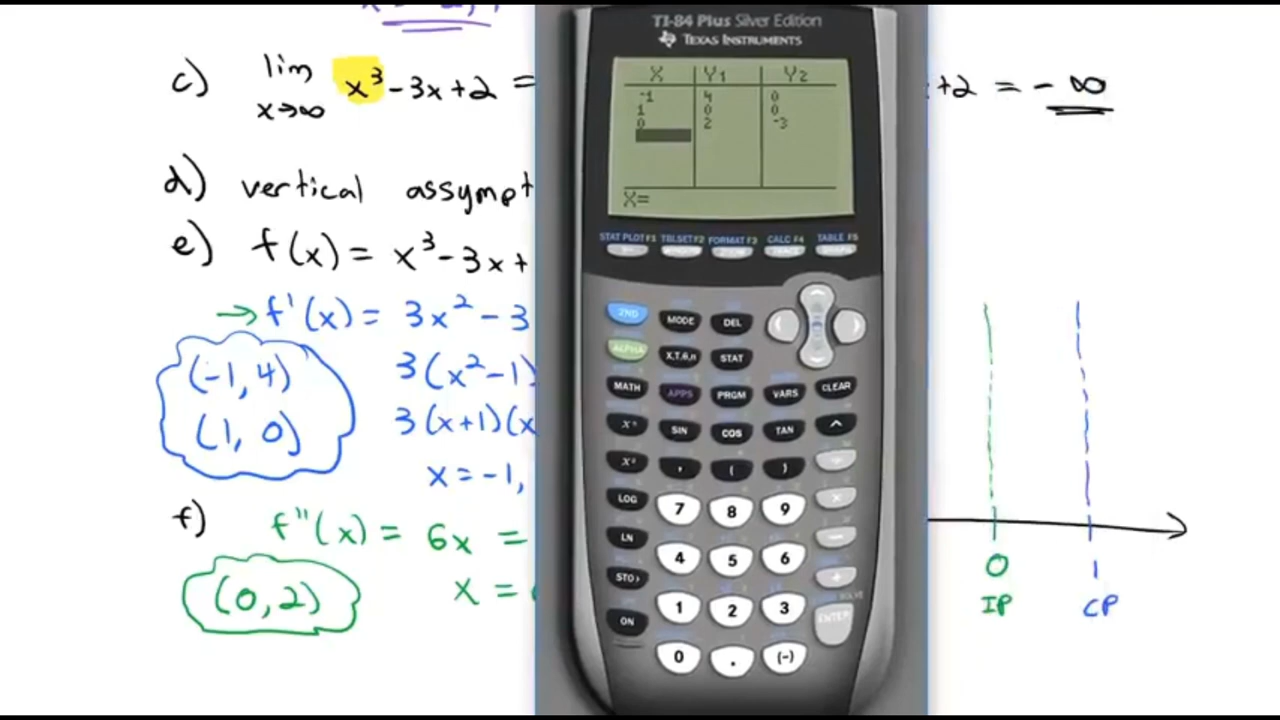 c) lim x→∞ x³-3x+2 = +2 = -∞
TI-84 Plus Silver Edition
TEXAS INSTRUMENTS
X Y₁ Y₂
-1 4 0
1 0 0
0 2 -3
X=
d) vertical assympt
e) f(x) = x³-3x+
→ f'(x) = 3x²-3
(-1, 4) 3(x²-1)
(1, 0) 3(x+1)(x
x = -1,
f) f''(x) = 6x =
(0, 2) x =
0 1
IP CP
STAT PLOT F1 TBLSET F2 FORMAT F3 CALC F4 TABLE F5
2ND MODE DEL
ALPHA X,T,θ,n STAT
MATH APPS PRGM VARS CLEAR
SIN COS TAN ^
X² , ( )
LOG 7 8 9 ×
LN 4 5 6 −
STO› 1 2 3 +
ON 0 . (-) ENTER